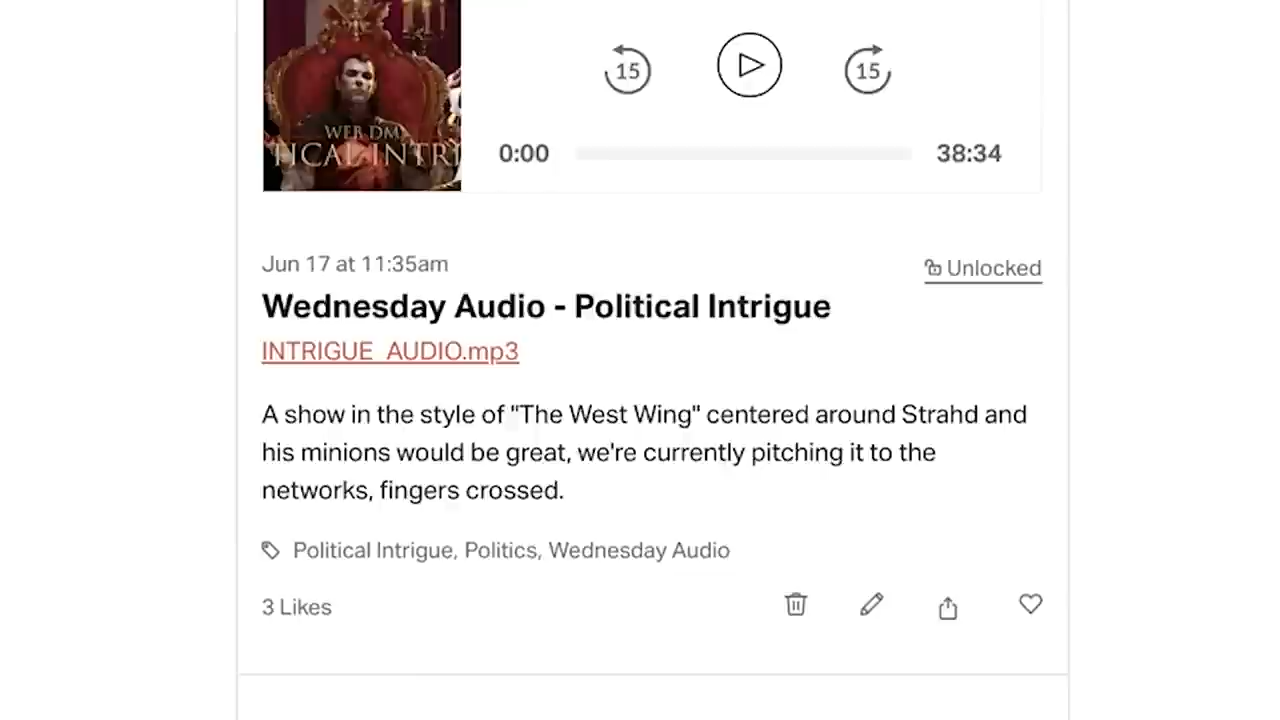 15
15
WEB DM
TICAL INTRI
0:00
38:34
Jun 17 at 11:35am
Unlocked
Wednesday Audio - Political Intrigue
INTRIGUE_AUDIO.mp3
A show in the style of "The West Wing" centered around Strahd and
his minions would be great, we're currently pitching it to the
networks, fingers crossed.
Political Intrigue, Politics, Wednesday Audio
3 Likes